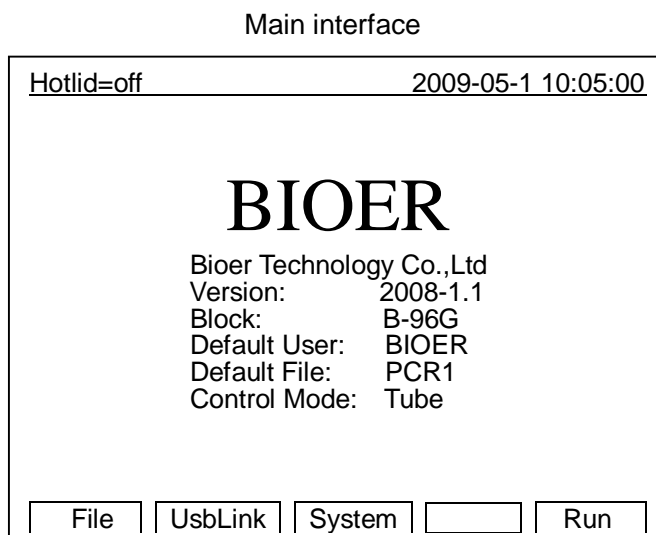 Main interface
Hotlid=off 2009-05-1 10:05:00
BIOER
Bioer Technology Co.,Ltd
Version: 2008-1.1
Block: B-96G
Default User: BIOER
Default File: PCR1
Control Mode: Tube
File UsbLink System Run